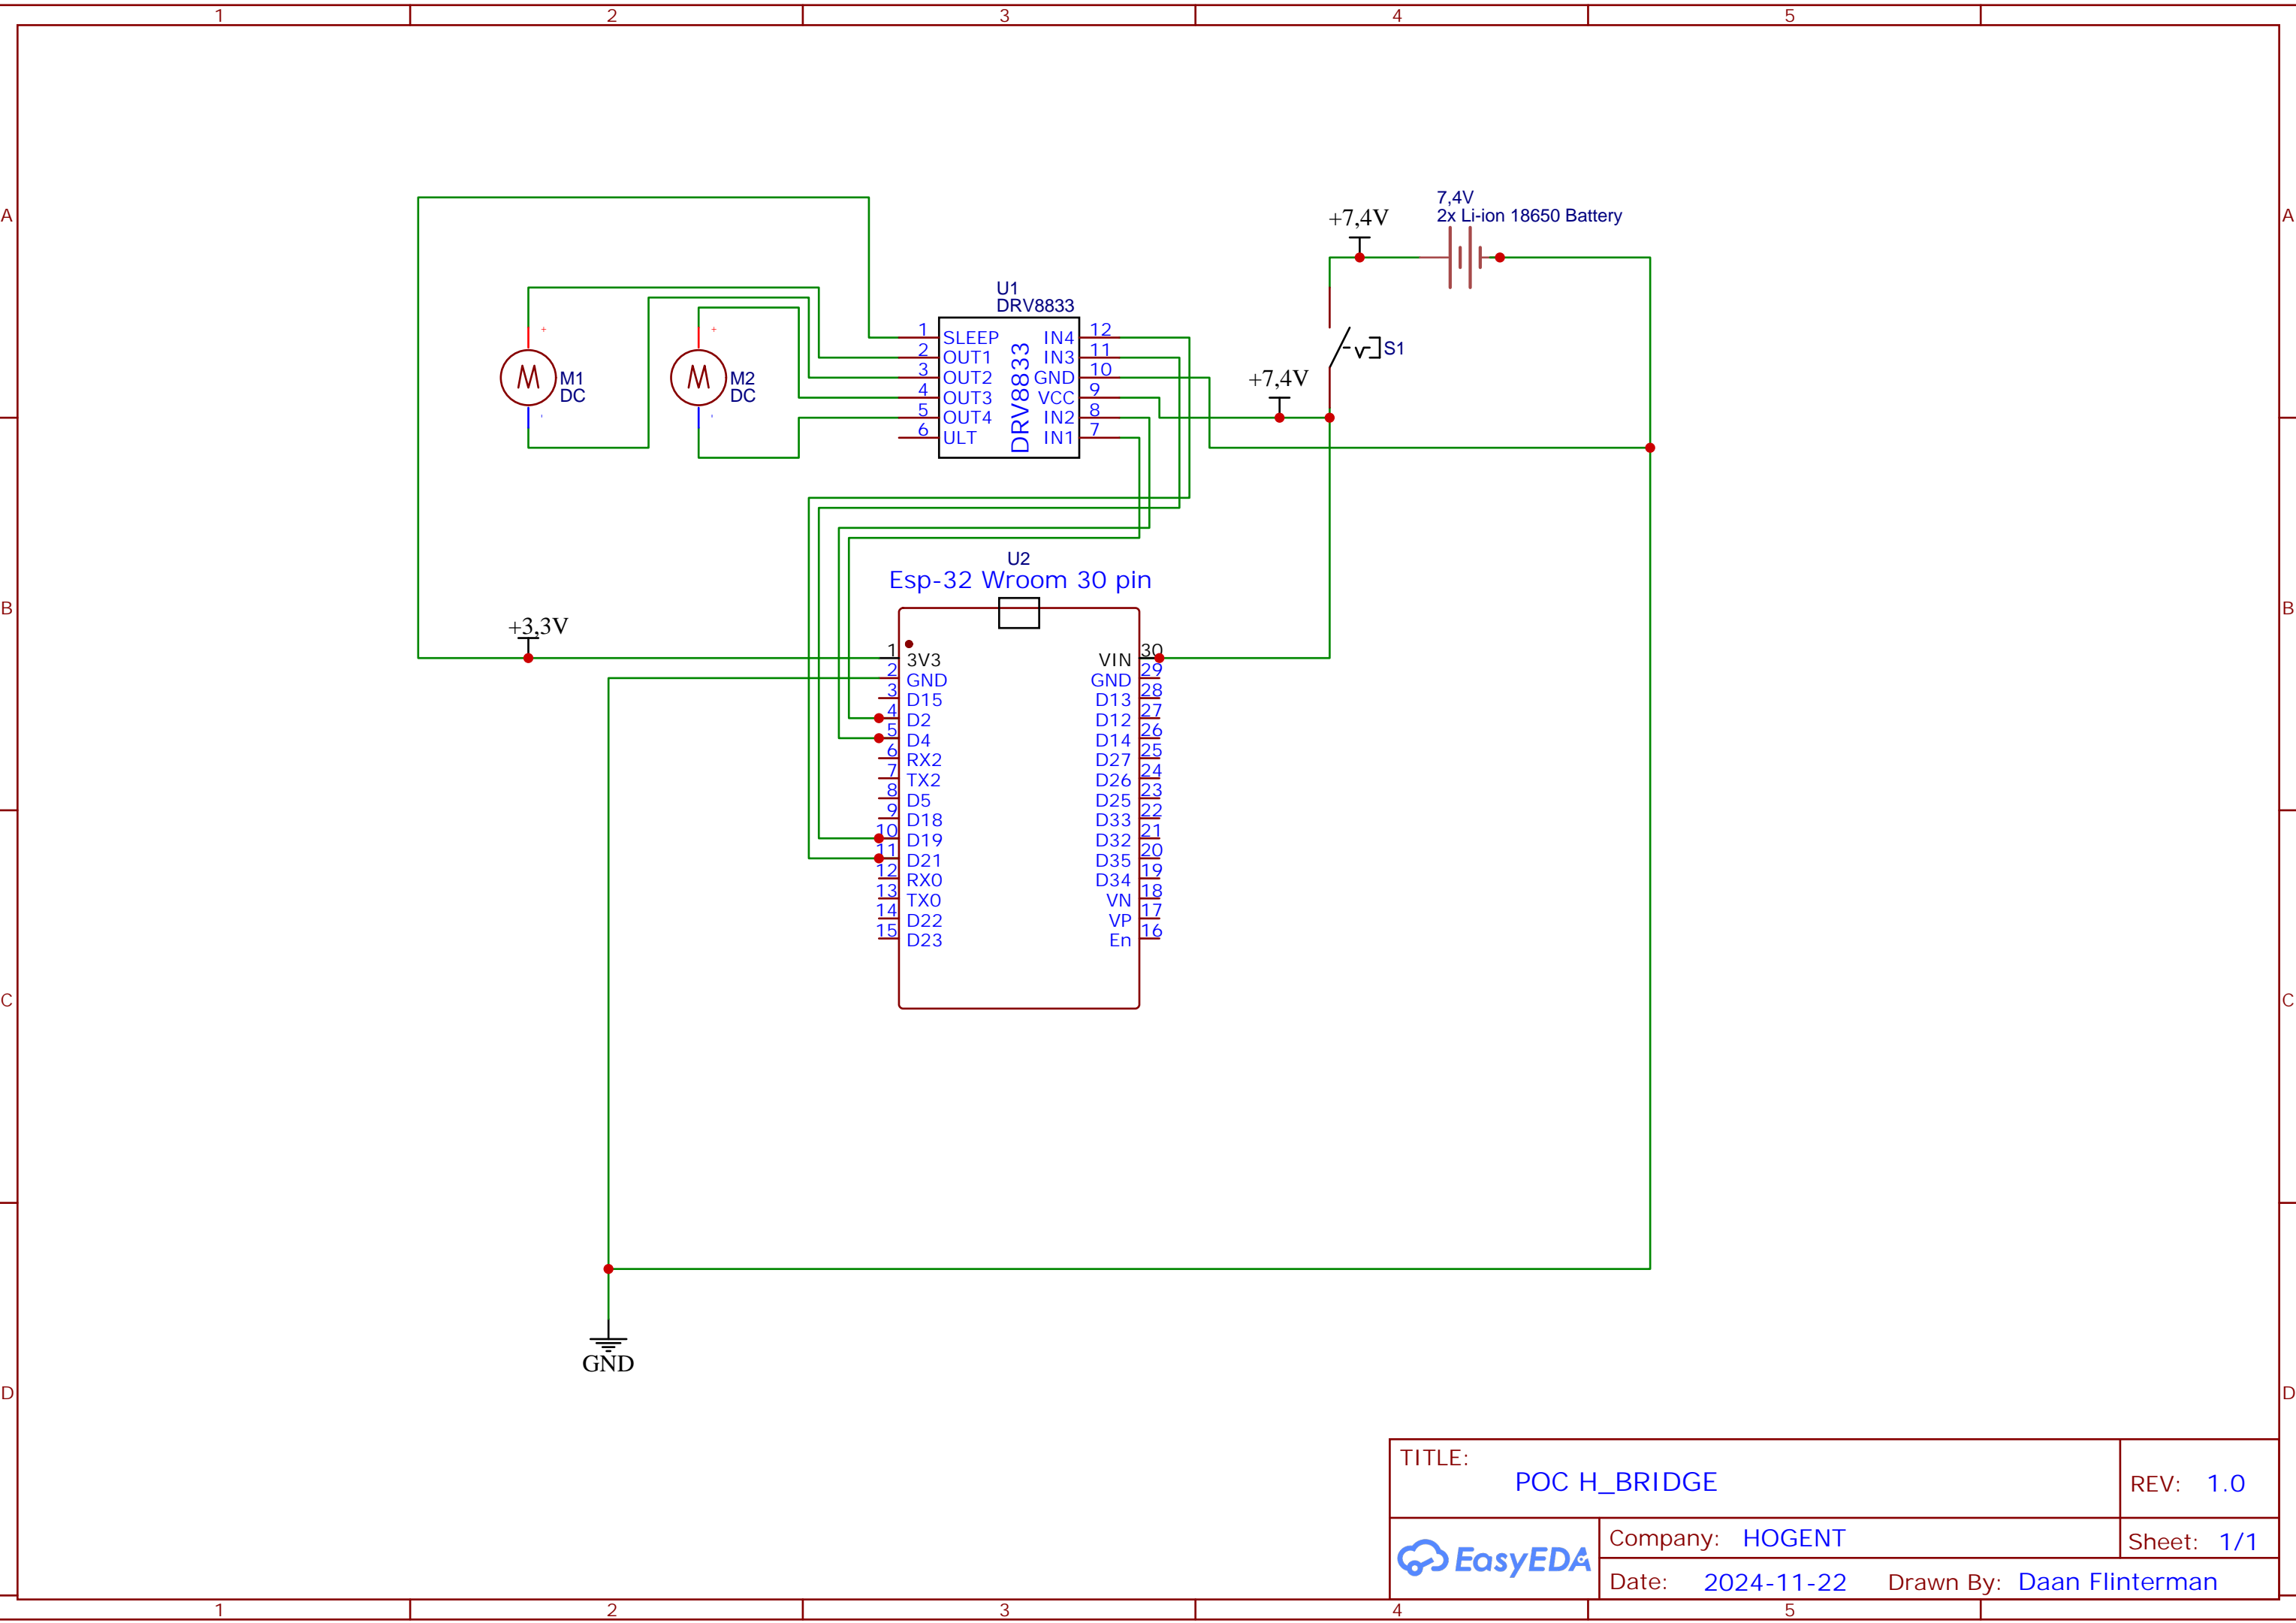 1 2 3 4 5
A A
B B
C C
D D
7,4V
2x Li-ion 18650 Battery
+7,4V
S1
+7,4V
U1
DRV8833
DRV8833
1 SLEEP IN4 12
2 OUT1 IN3 11
3 OUT2 GND 10
4 OUT3 VCC 9
5 OUT4 IN2 8
6 ULT IN1 7
+
M1
DC
-
+
M2
DC
-
+3,3V
U2
Esp-32 Wroom 30 pin
1 3V3 VIN 30
2 GND GND 29
3 D15 D13 28
4 D2 D12 27
5 D4 D14 26
6 RX2 D27 25
7 TX2 D26 24
8 D5 D25 23
9 D18 D33 22
10 D19 D32 21
11 D21 D35 20
12 RX0 D34 19
13 TX0 VN 18
14 D22 VP 17
15 D23 En 16
GND
TITLE:
POC H_BRIDGE
REV: 1.0
EasyEDA
Company: HOGENT
Sheet: 1/1
Date: 2024-11-22 Drawn By: Daan Flinterman
1 2 3 4 5